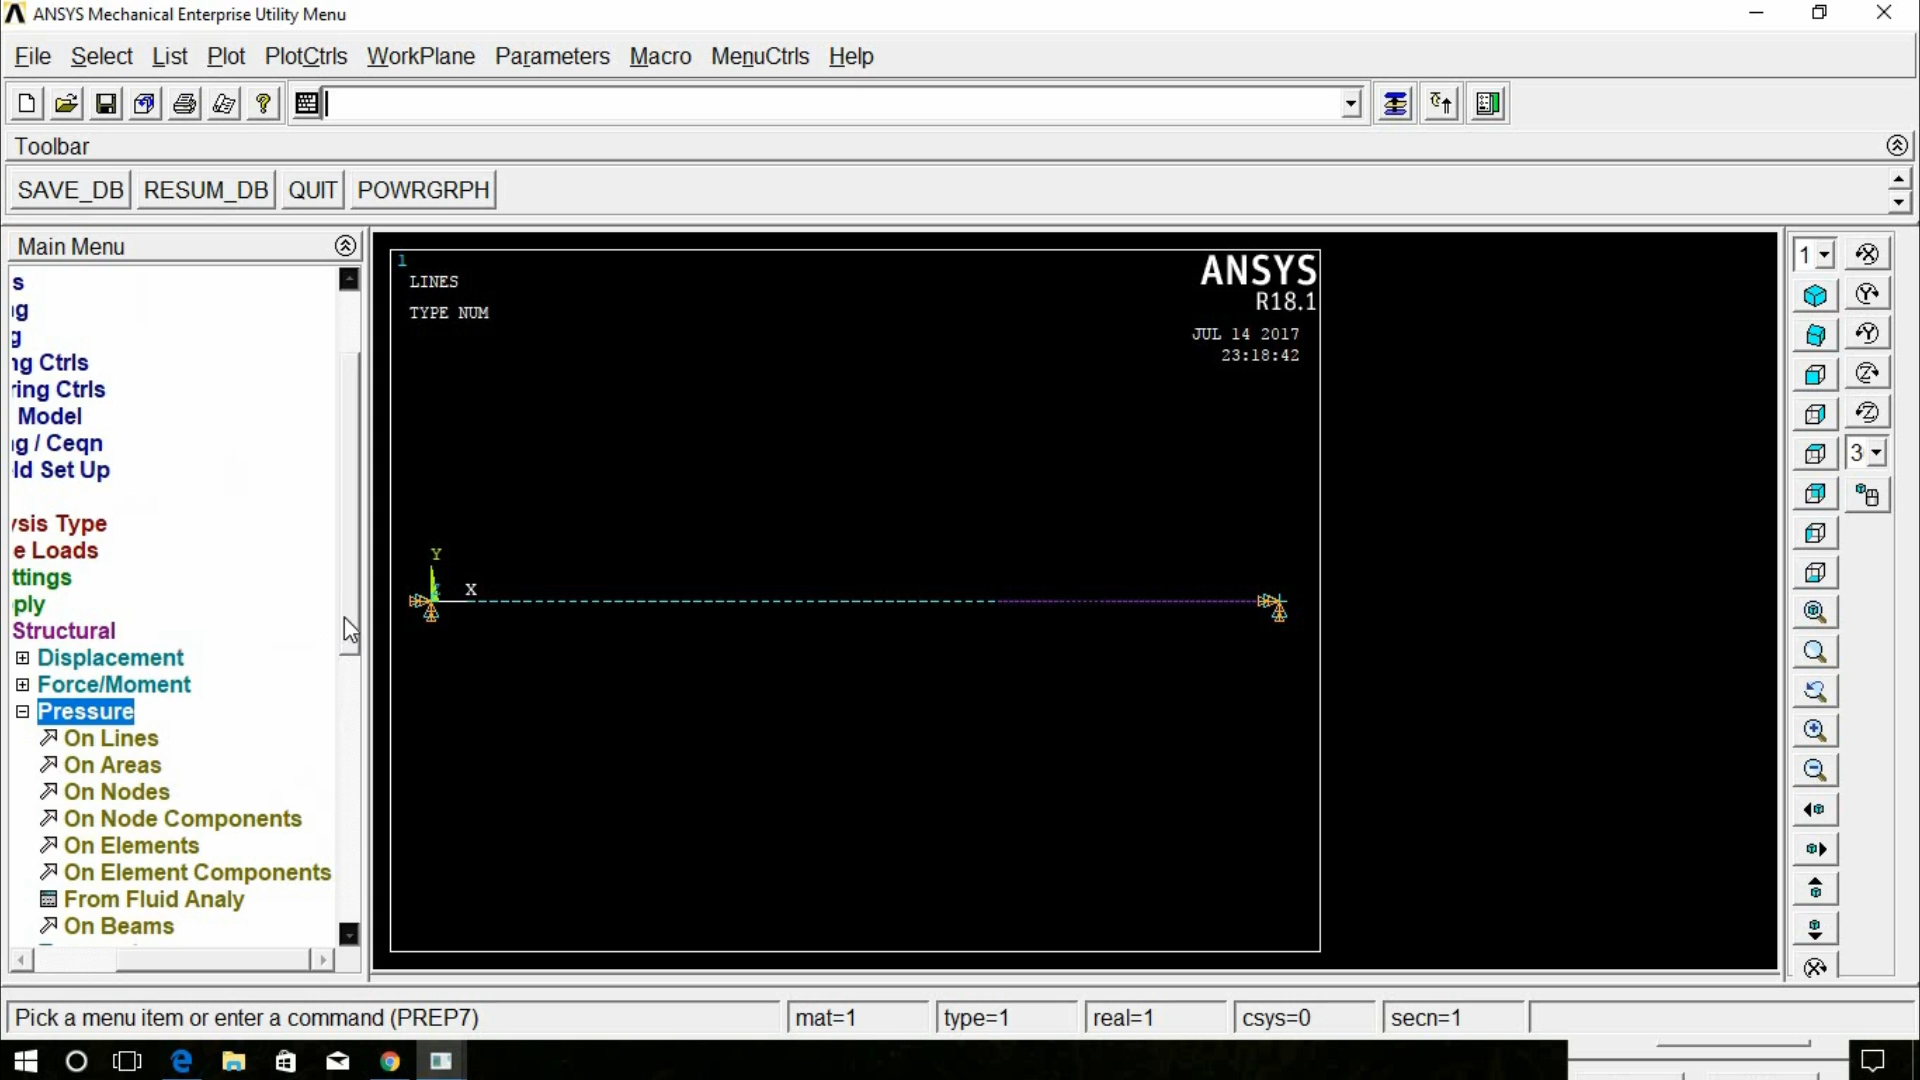 ANSYS Mechanical Enterprise Utility Menu
File Select List Plot PlotCtrls WorkPlane Parameters Macro MenuCtrls Help
Toolbar
SAVE_DB RESUM_DB QUIT POWRGRPH
Main Menu
s
ng Ctrls
ring Ctrls
Model
/ Ceqn
ld Set Up
ysis Type
e Loads
ttings
ply
Structural
Displacement
Force/Moment
Pressure
On Lines
On Areas
On Nodes
On Node Components
On Elements
On Element Components
From Fluid Analy
On Beams
1
LINES
TYPE NUM
ANSYS
R18.1
JUL 14 2017
23:18:42
Y
X
1
3
Pick a menu item or enter a command (PREP7) mat=1 type=1 real=1 csys=0 secn=1